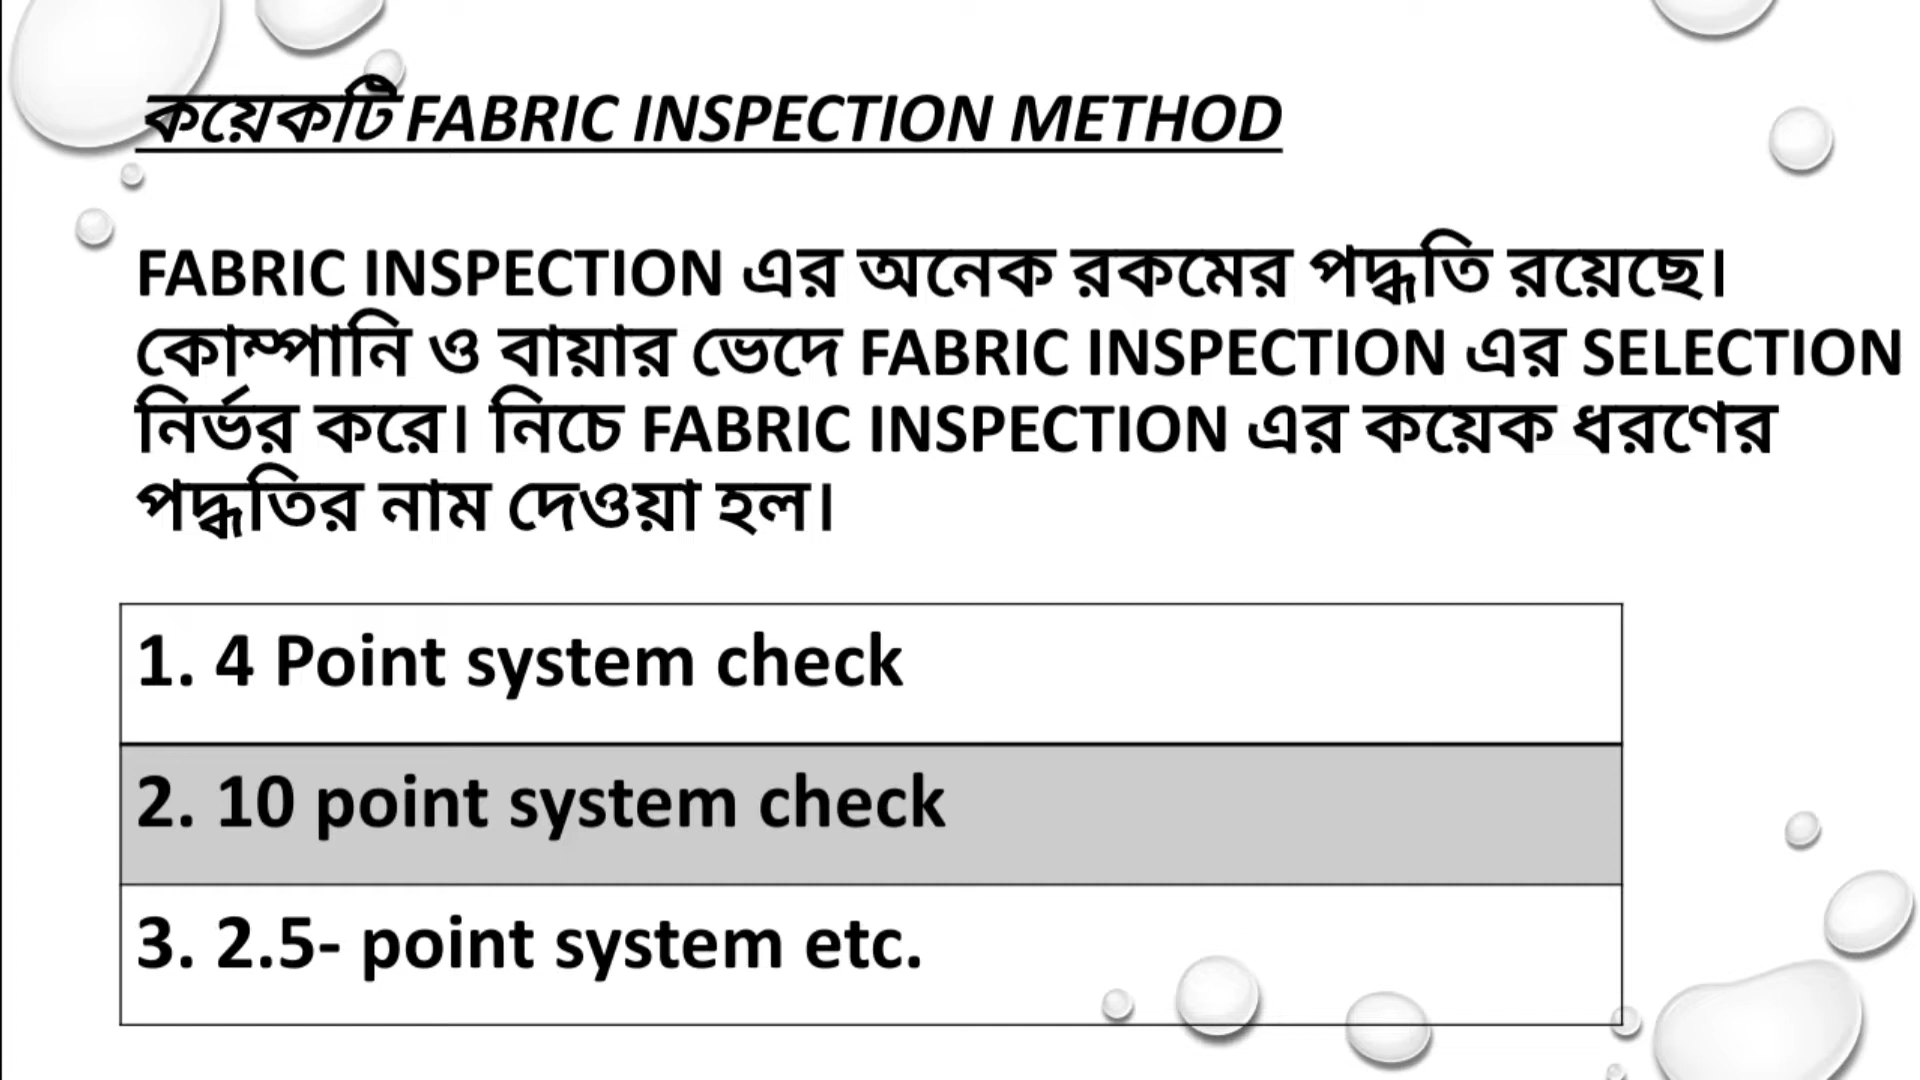 কয়েকটি FABRIC INSPECTION METHOD
FABRIC INSPECTION এর অনেক রকমের পদ্ধতি রয়েছে।
কোম্পানি ও বায়ার ভেদে FABRIC INSPECTION এর SELECTION
নির্ভর করে। নিচে FABRIC INSPECTION এর কয়েক ধরণের
পদ্ধতির নাম দেওয়া হল।
1. 4 Point system check
2. 10 point system check
3. 2.5- point system etc.